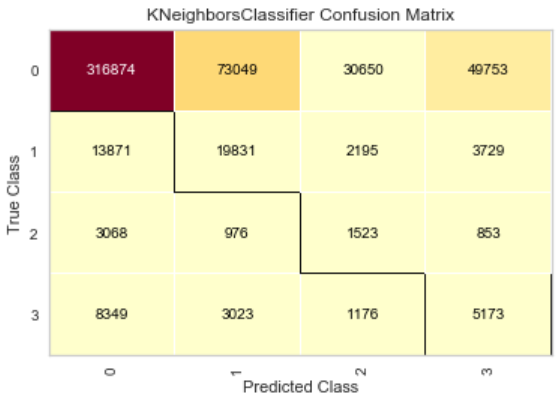 KNeighborsClassifier Confusion Matrix
True Class
0 316874 73049 30650 49753
1 13871 19831 2195 3729
2 3068 976 1523 853
3 8349 3023 1176 5173
0 1 2 3
Predicted Class